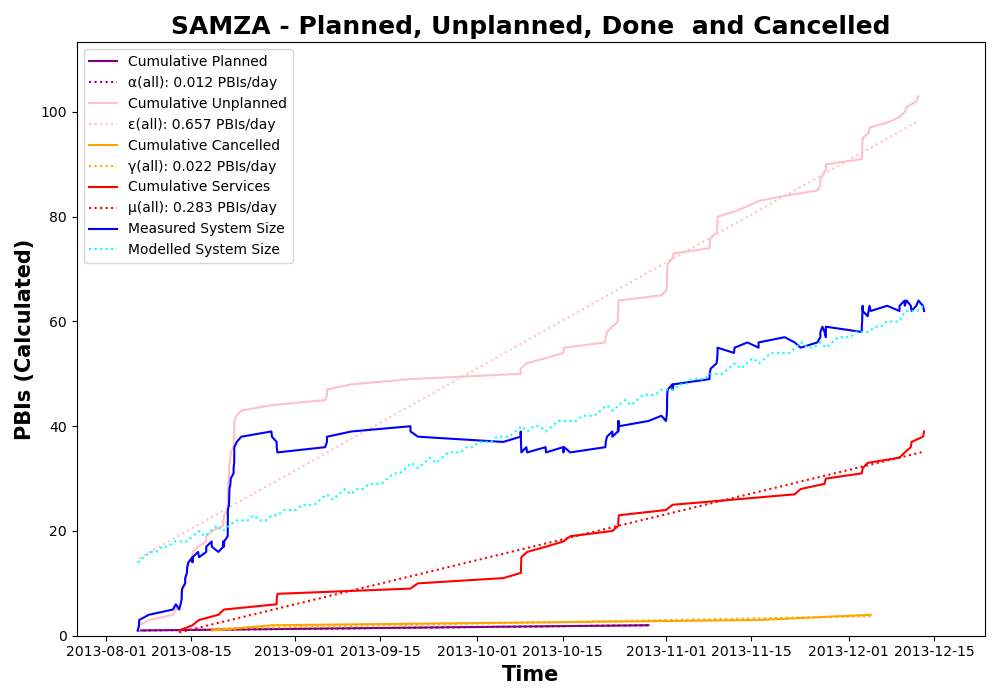 SAMZA - Planned, Unplanned, Done  and Cancelled
Cumulative Planned
α(all): 0.012 PBIs/day
Cumulative Unplanned
ε(all): 0.657 PBIs/day
Cumulative Cancelled
γ(all): 0.022 PBIs/day
Cumulative Services
μ(all): 0.283 PBIs/day
Measured System Size
Modelled System Size
PBIs (Calculated)
100
80
60
40
20
0
2013-08-01 2013-08-15 2013-09-01 2013-09-15 2013-10-01 2013-10-15 2013-11-01 2013-11-15 2013-12-01 2013-12-15
Time